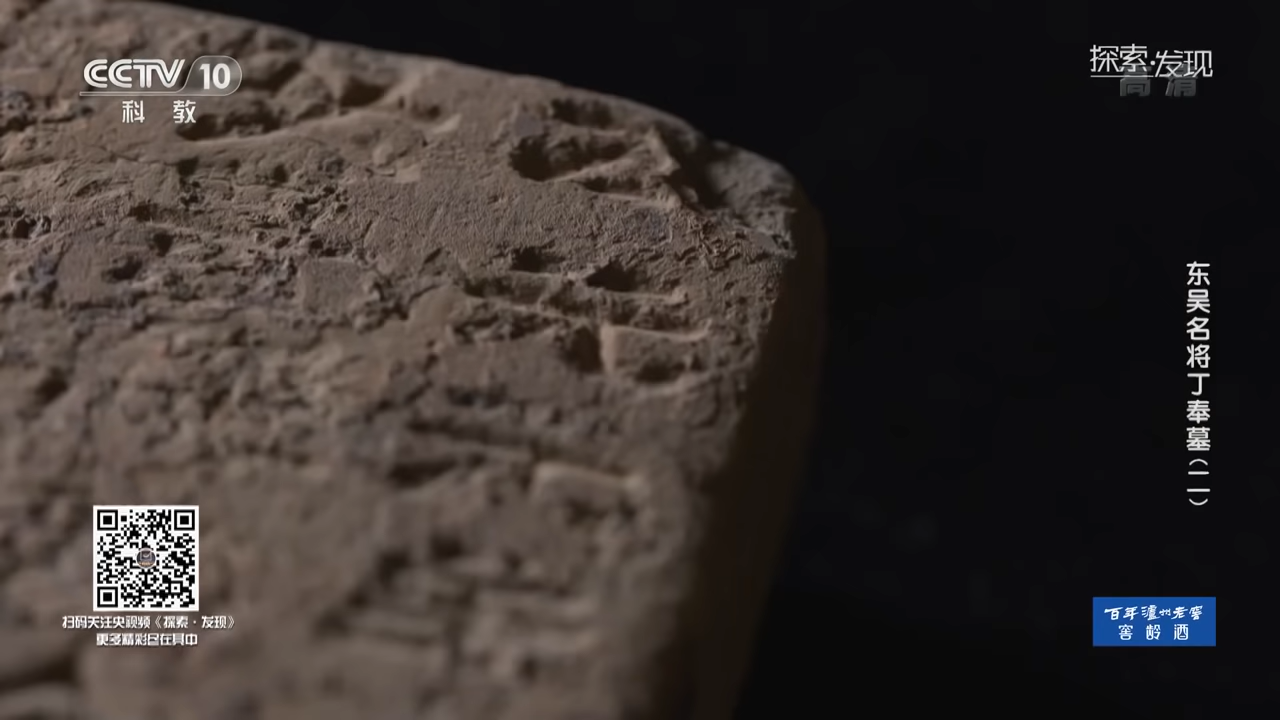 CCTV 10
科教
探索·发现
高清
东吴名将丁奉墓(二)
扫码关注央视频《探索·发现》
更多精彩尽在其中
百年泸州老窖
窖龄酒